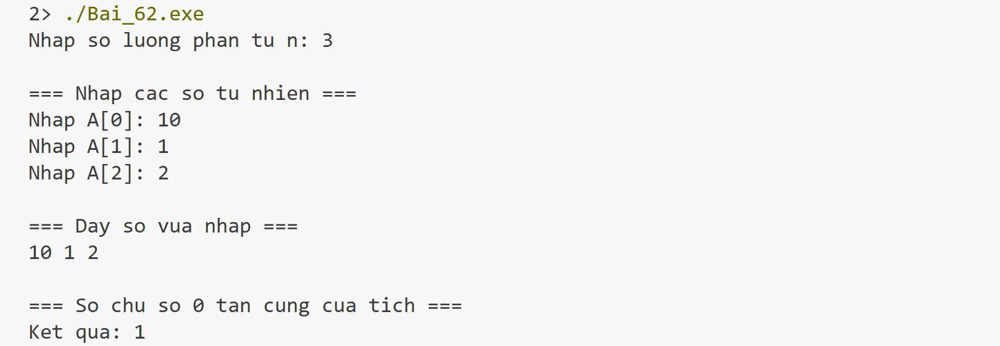 2> ./Bai_62.exe
Nhap so luong phan tu n: 3
=== Nhap cac so tu nhien ===
Nhap A[0]: 10
Nhap A[1]: 1
Nhap A[2]: 2
=== Day so vua nhap ===
10 1 2
=== So chu so 0 tan cung cua tich ===
Ket qua: 1